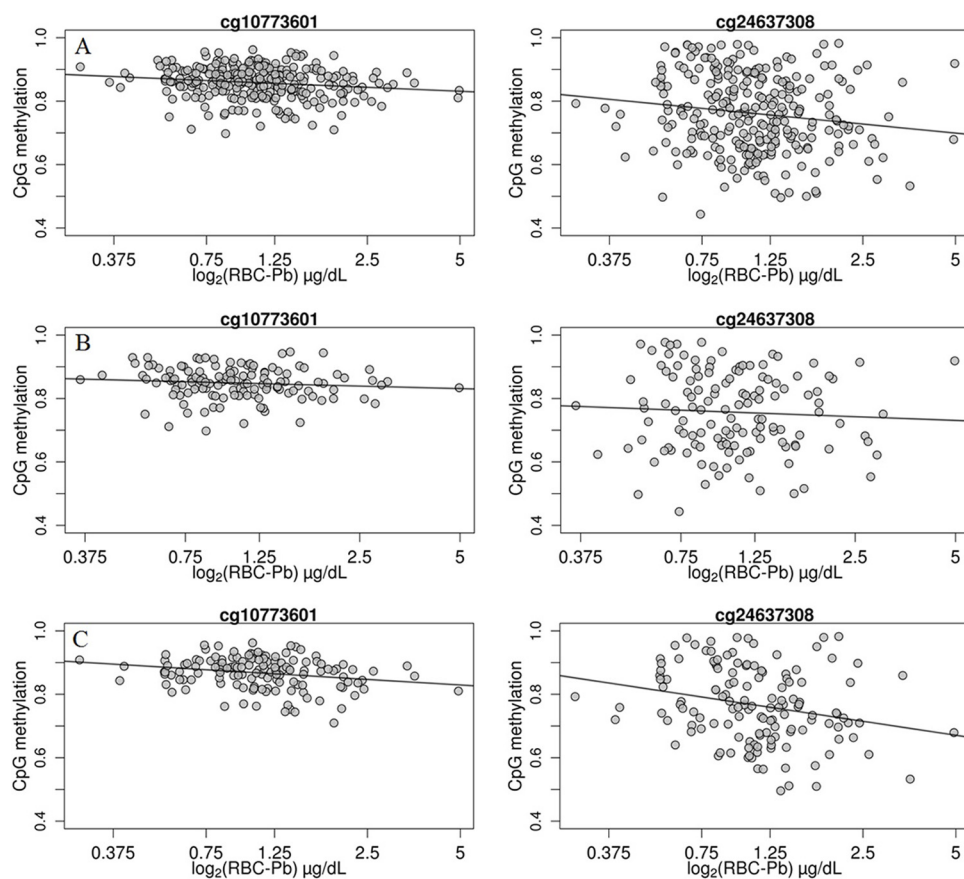 cg10773601
cg24637308
A
CpG methylation
1.0
0.8
0.6
0.4
0.375 0.75 1.25 2.5 5
log₂(RBC-Pb) µg/dL
CpG methylation
1.0
0.8
0.6
0.4
0.375 0.75 1.25 2.5 5
log₂(RBC-Pb) µg/dL
cg10773601
cg24637308
B
CpG methylation
1.0
0.8
0.6
0.4
0.375 0.75 1.25 2.5 5
log₂(RBC-Pb) µg/dL
CpG methylation
1.0
0.8
0.6
0.4
0.375 0.75 1.25 2.5 5
log₂(RBC-Pb) µg/dL
cg10773601
cg24637308
C
CpG methylation
1.0
0.8
0.6
0.4
0.375 0.75 1.25 2.5 5
log₂(RBC-Pb) µg/dL
CpG methylation
1.0
0.8
0.6
0.4
0.375 0.75 1.25 2.5 5
log₂(RBC-Pb) µg/dL